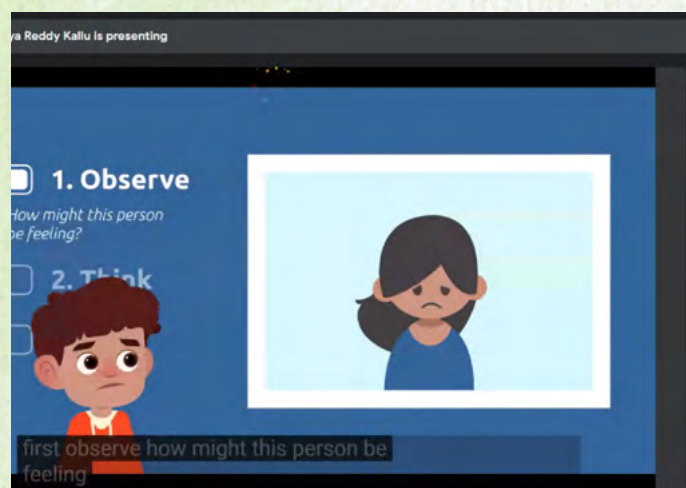 ya Reddy Kallu is presenting
1. Observe
How might this person
be feeling?
2. Think
first observe how might this person be
feeling